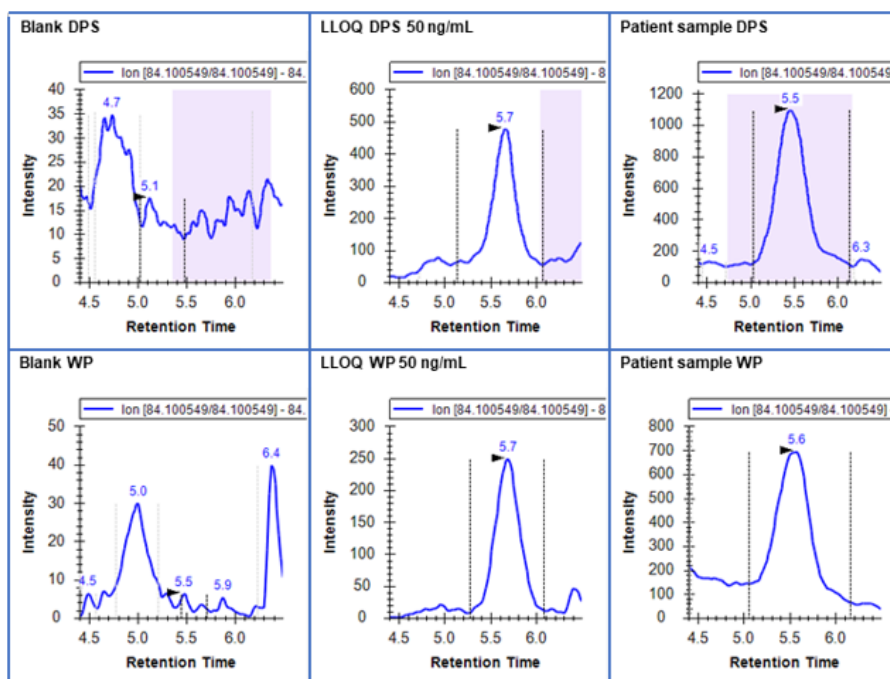 Blank DPS
Ion [84.100549/84.100549] - 84.
40
35
30
25
20
15
10
5
0
Intensity
4.7
5.1
4.5 5.0 5.5 6.0
Retention Time
LLOQ DPS 50 ng/mL
Ion [84.100549/84.100549] - 8
600
500
400
300
200
100
0
Intensity
5.7
4.5 5.0 5.5 6.0
Retention Time
Patient sample DPS
Ion [84.100549/84.100549]
1200
1000
800
600
400
200
0
Intensity
5.5
4.5
6.3
4.5 5.0 5.5 6.0
Retention Time
Blank WP
Ion [84.100549/84.100549] - 84.
50
40
30
20
10
0
Intensity
6.4
5.0
4.5
5.5
5.9
4.5 5.0 5.5 6.0
Retention Time
LLOQ WP 50 ng/mL
Ion [84.100549/84.100549] - 8
300
250
200
150
100
50
0
Intensity
5.7
4.5 5.0 5.5 6.0
Retention Time
Patient sample WP
Ion [84.100549/84.100549]
800
700
600
500
400
300
200
100
0
Intensity
5.6
4.5 5.0 5.5 6.0
Retention Time